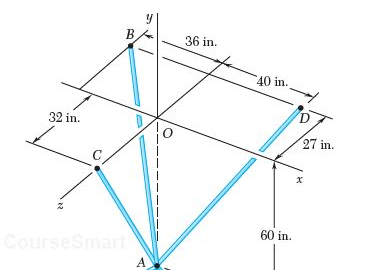 y
B
36 in.
40 in.
32 in.
O
D
27 in.
C
x
z
60 in.
CourseSmart
A